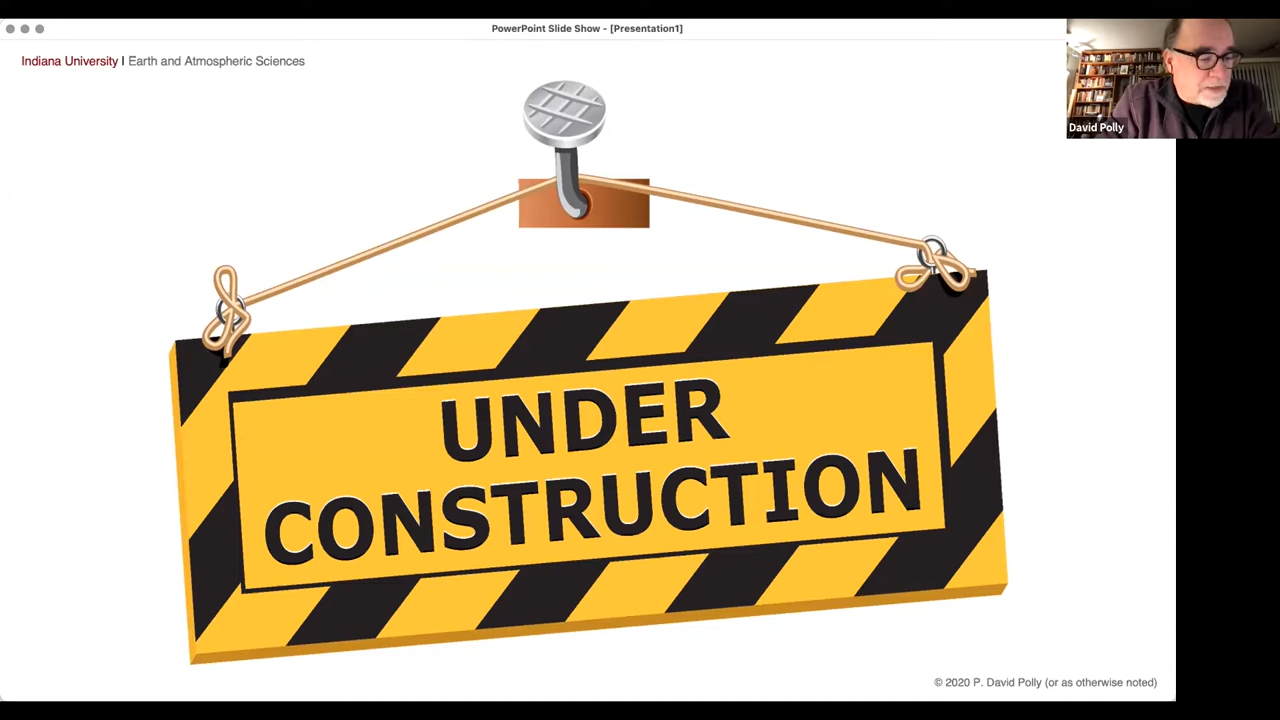 PowerPoint Slide Show - [Presentation1]
Indiana University | Earth and Atmospheric Sciences
David Polly
UNDER
CONSTRUCTION
© 2020 P. David Polly (or as otherwise noted)